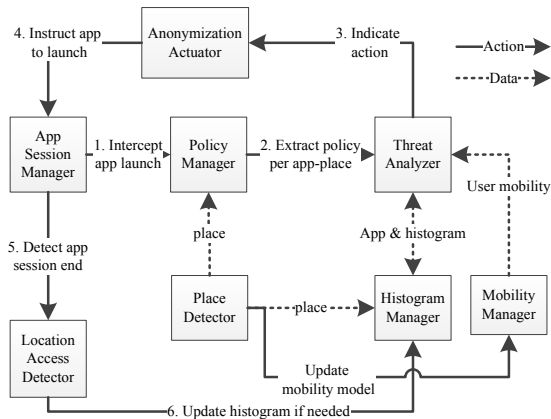 4. Instruct app
to launch
Anonymization
Actuator
3. Indicate
action
Action
Data
App
Session
Manager
1. Intercept
app launch
Policy
Manager
2. Extract policy
per app-place
Threat
Analyzer
User mobility
place
App & histogram
5. Detect app
session end
Place
Detector
place
Histogram
Manager
Mobility
Manager
Location
Access
Detector
Update
mobility model
6. Update histogram if needed